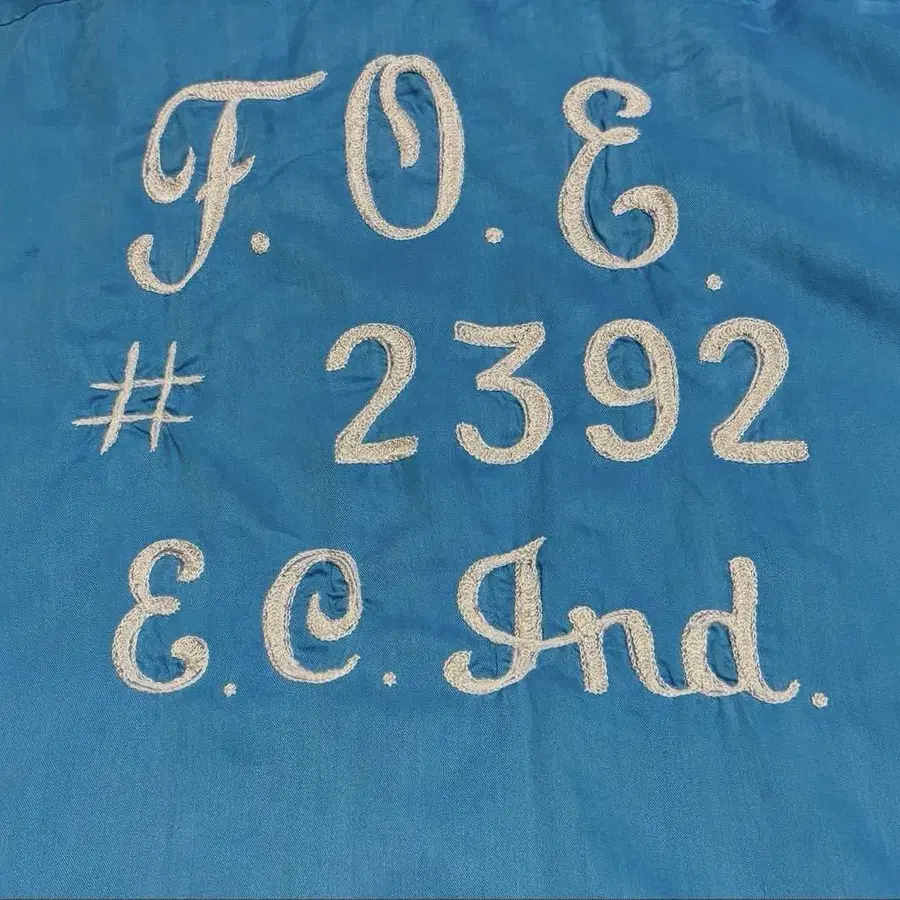 F. O. E.
# 2392
E. C. Ind.